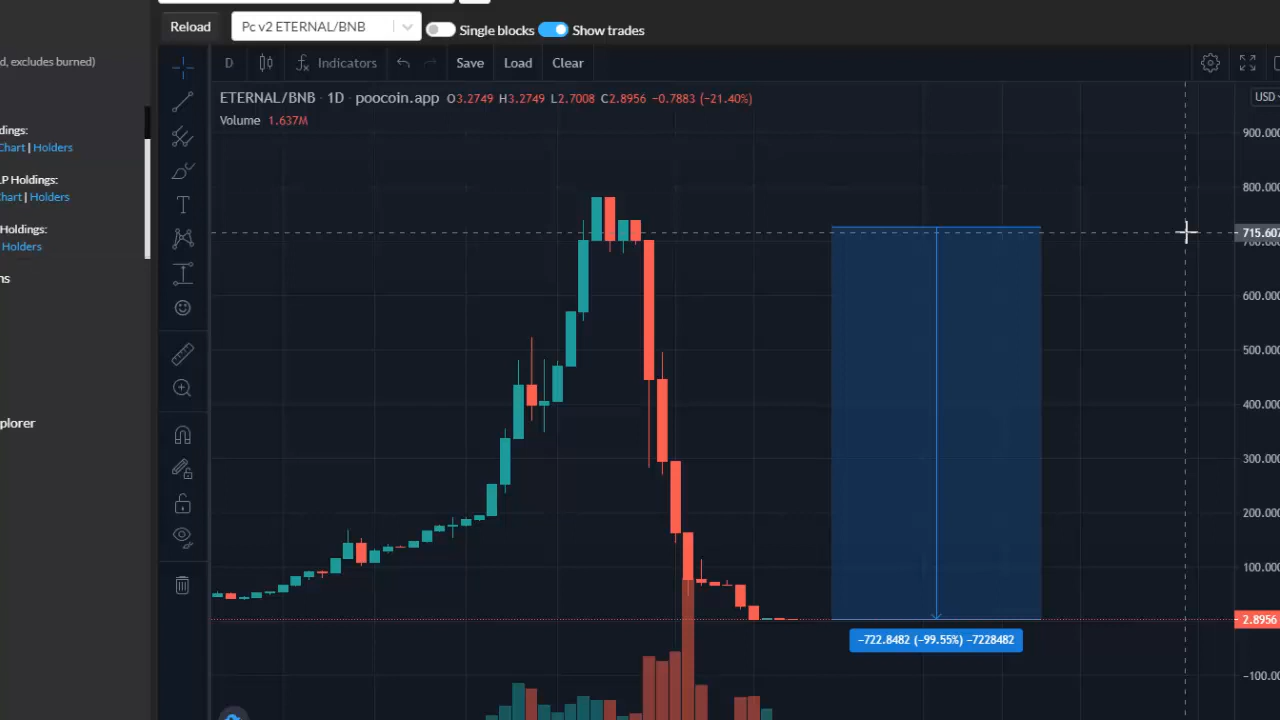 Reload
Pc v2 ETERNAL/BNB
Single blocks
Show trades
d, excludes burned)
D
Indicators
Save
Load
Clear
ETERNAL/BNB · 1D · poocoin.app O3.2749 H3.2749 L2.7008 C2.8956 −0.7883 (−21.40%)
Volume 1.637M
USD
dings:
Chart | Holders
LP Holdings:
Chart | Holders
Holdings:
Holders
ns
plorer
900.000
800.000
715.607
700.000
600.000
500.000
400.000
300.000
200.000
100.000
2.8956
−100.00
−722.8482 (−99.55%) −7228482